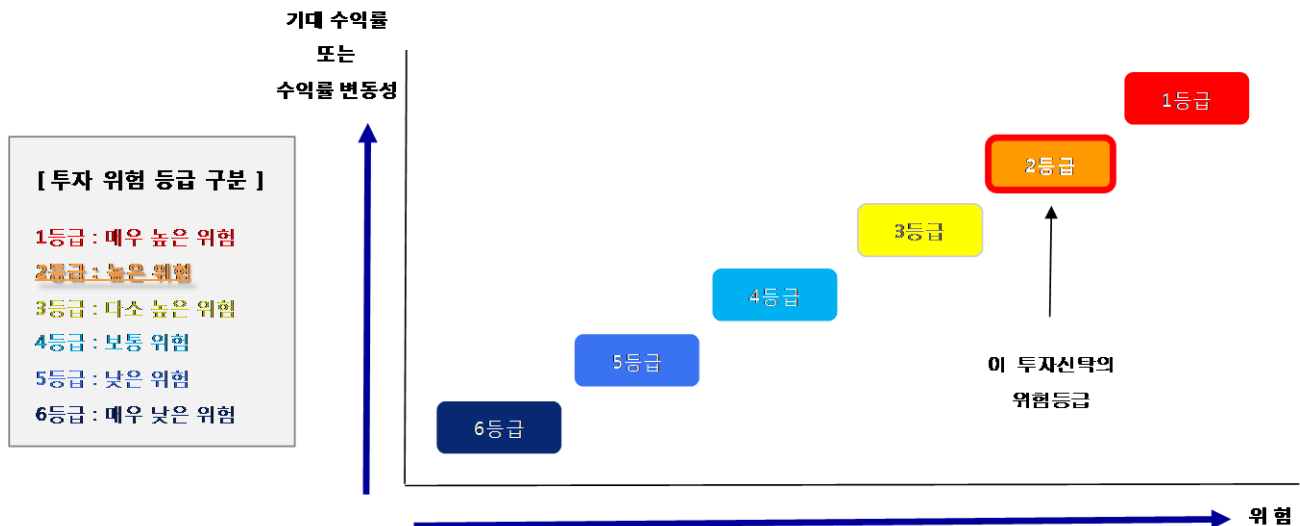 기대 수익률
또는
수익률 변동성
[ 투자 위험 등급 구분 ]
1등급 : 매우 높은 위험
2등급 : 높은 위험
3등급 : 다소 높은 위험
4등급 : 보통 위험
5등급 : 낮은 위험
6등급 : 매우 낮은 위험
1등급
2등급
3등급
4등급
5등급
6등급
이 투자신탁의
위험등급
위 험